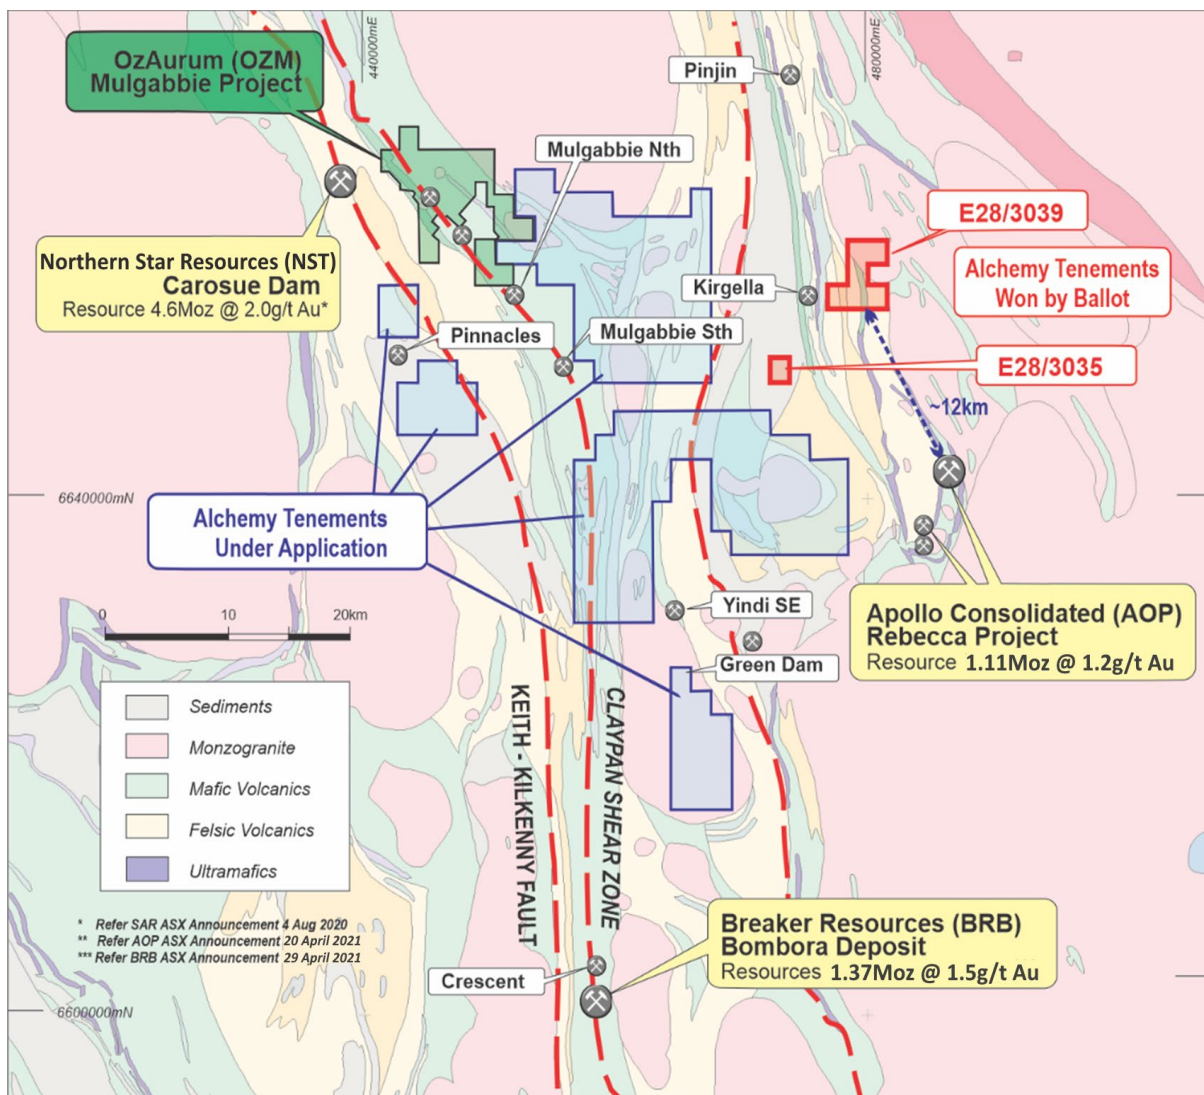 OzAurum (OZM)
Mulgabbie Project
440000mE
480000mE
Pinjin
Mulgabbie Nth
E28/3039
Northern Star Resources (NST)
Carosue Dam
Resource 4.6Moz @ 2.0g/t Au*
Alchemy Tenements
Won by Ballot
Kirgella
Pinnacles
Mulgabbie Sth
E28/3035
~12km
6640000mN
Alchemy Tenements
Under Application
Yindi SE
Apollo Consolidated (AOP)
Rebecca Project
Resource 1.11Moz @ 1.2g/t Au
0 10 20km
Green Dam
KEITH - KILKENNY FAULT
CLAYPAN SHEAR ZONE
Sediments
Monzogranite
Mafic Volcanics
Felsic Volcanics
Ultramafics
* Refer SAR ASX Announcement 4 Aug 2020
** Refer AOP ASX Announcement 20 April 2021
*** Refer BRB ASX Announcement 29 April 2021
Breaker Resources (BRB)
Bombora Deposit
Resources 1.37Moz @ 1.5g/t Au
Crescent
6600000mN